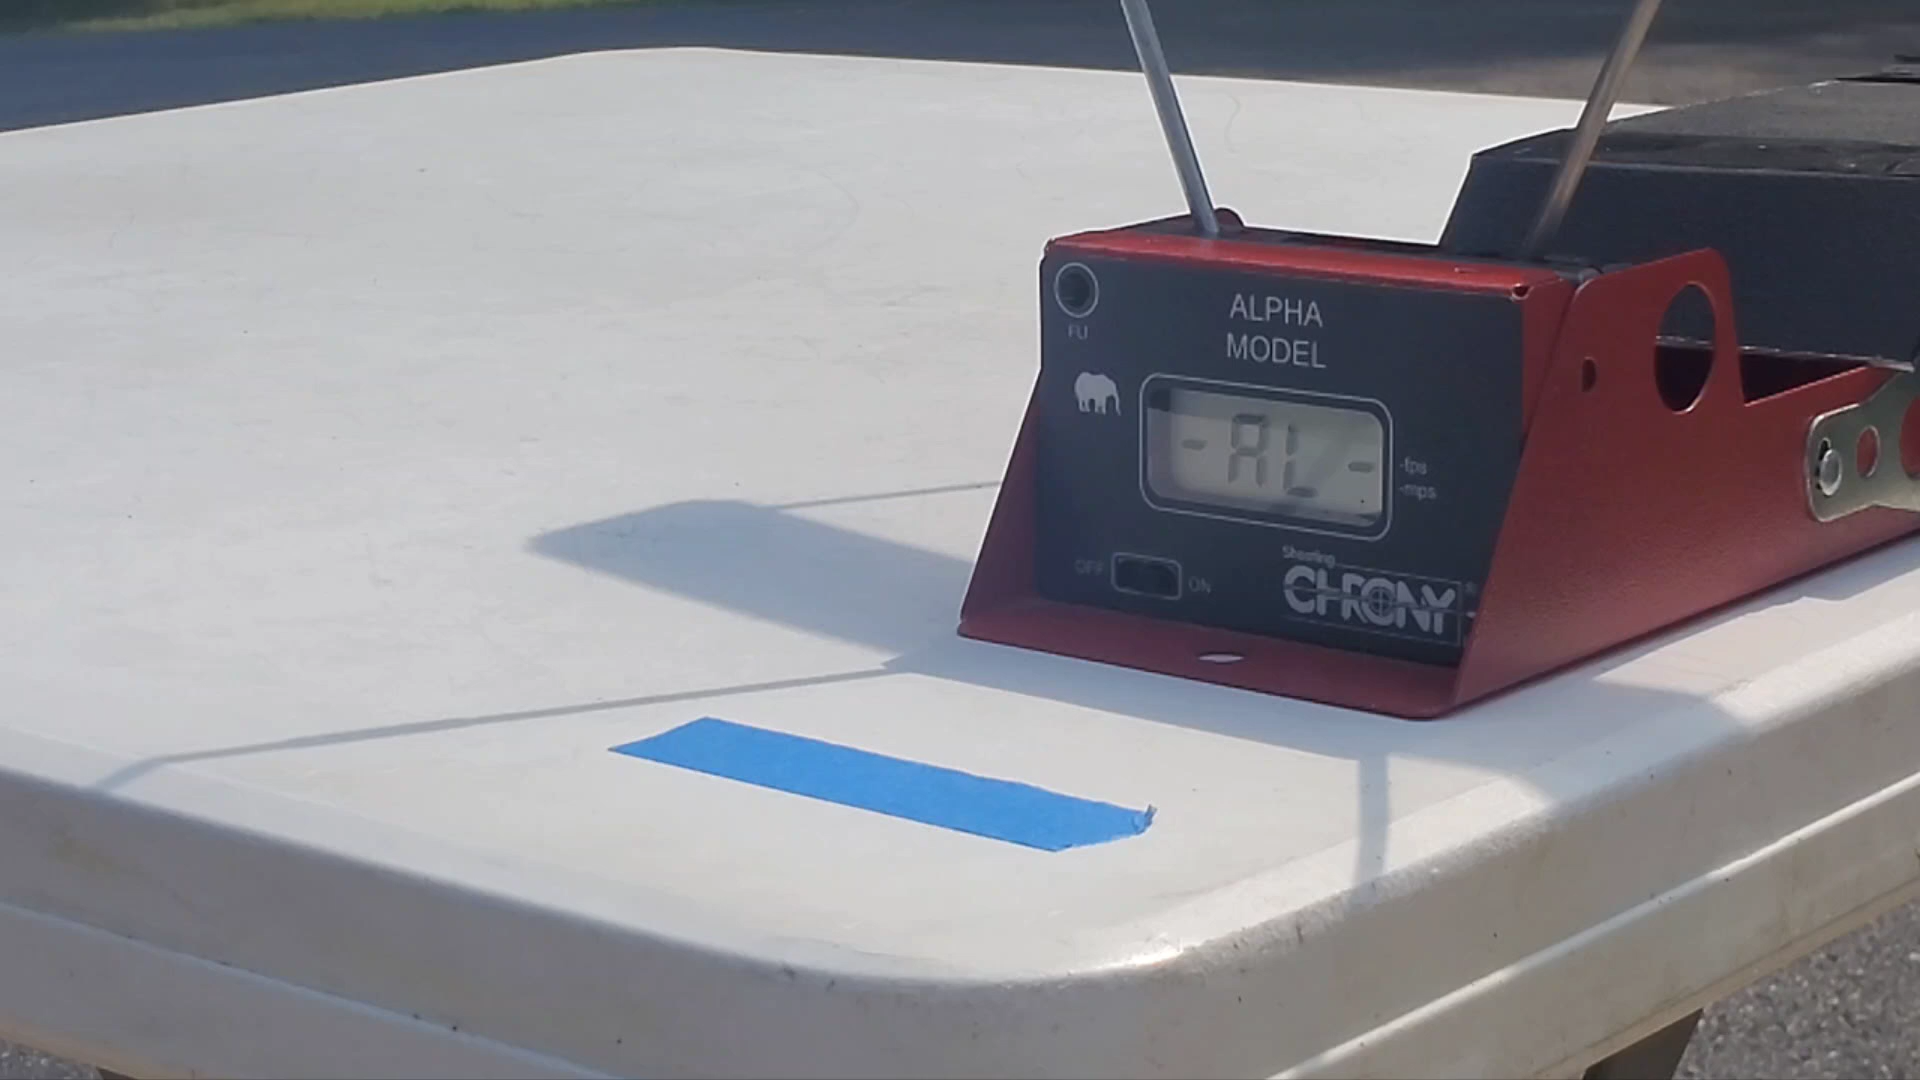 ALPHA
MODEL
FU
-AL -
-fps
-mps
OFF
ON
Shooting
CHRONY